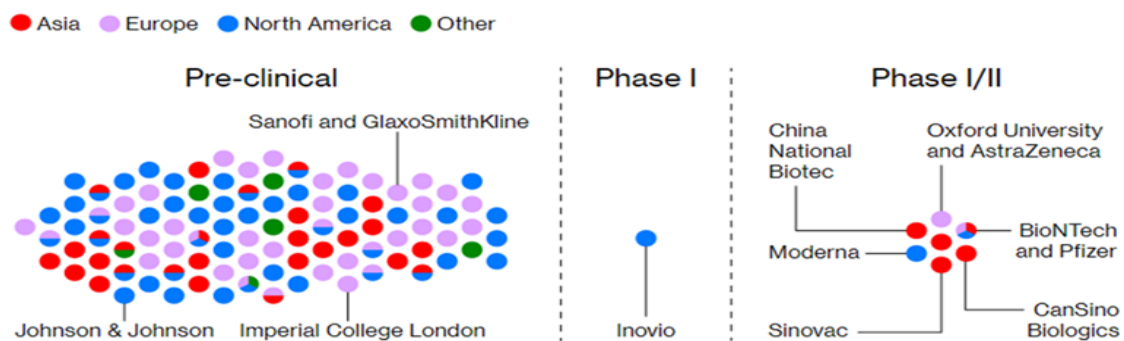 Asia Europe North America Other
Pre-clinical
Phase I
Phase I/II
Sanofi and GlaxoSmithKline
China
National
Biotec
Oxford University
and AstraZeneca
BioNTech
and Pfizer
Moderna
Johnson & Johnson
Imperial College London
Inovio
Sinovac
CanSino
Biologics